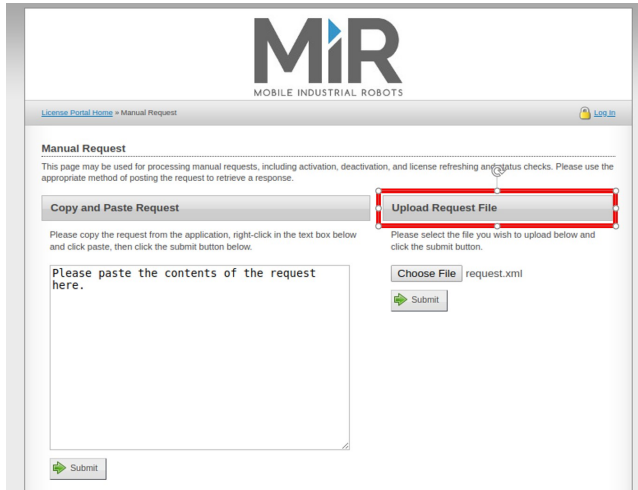 MiR
MOBILE INDUSTRIAL ROBOTS
License Portal Home » Manual Request
Log In
Manual Request
This page may be used for processing manual requests, including activation, deactivation, and license refreshing and status checks. Please use the
appropriate method of posting the request to retrieve a response.
Copy and Paste Request
Please copy the request from the application, right-click in the text box below
and click paste, then click the submit button below.
Please paste the contents of the request
here.
Submit
Upload Request File
Please select the file you wish to upload below and
click the submit button.
Choose File request.xml
Submit